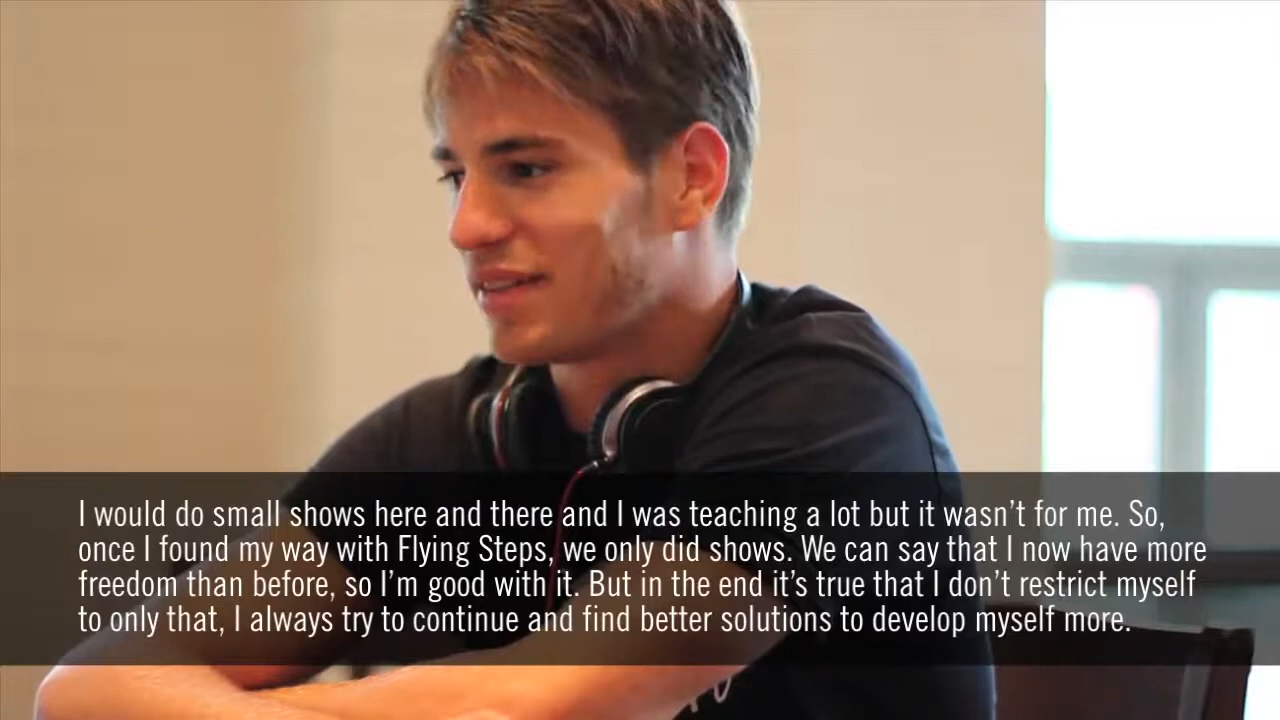 I would do small shows here and there and I was teaching a lot but it wasn't for me. So,
once I found my way with Flying Steps, we only did shows. We can say that I now have more
freedom than before, so I'm good with it. But in the end it's true that I don't restrict myself
to only that, I always try to continue and find better solutions to develop myself more.